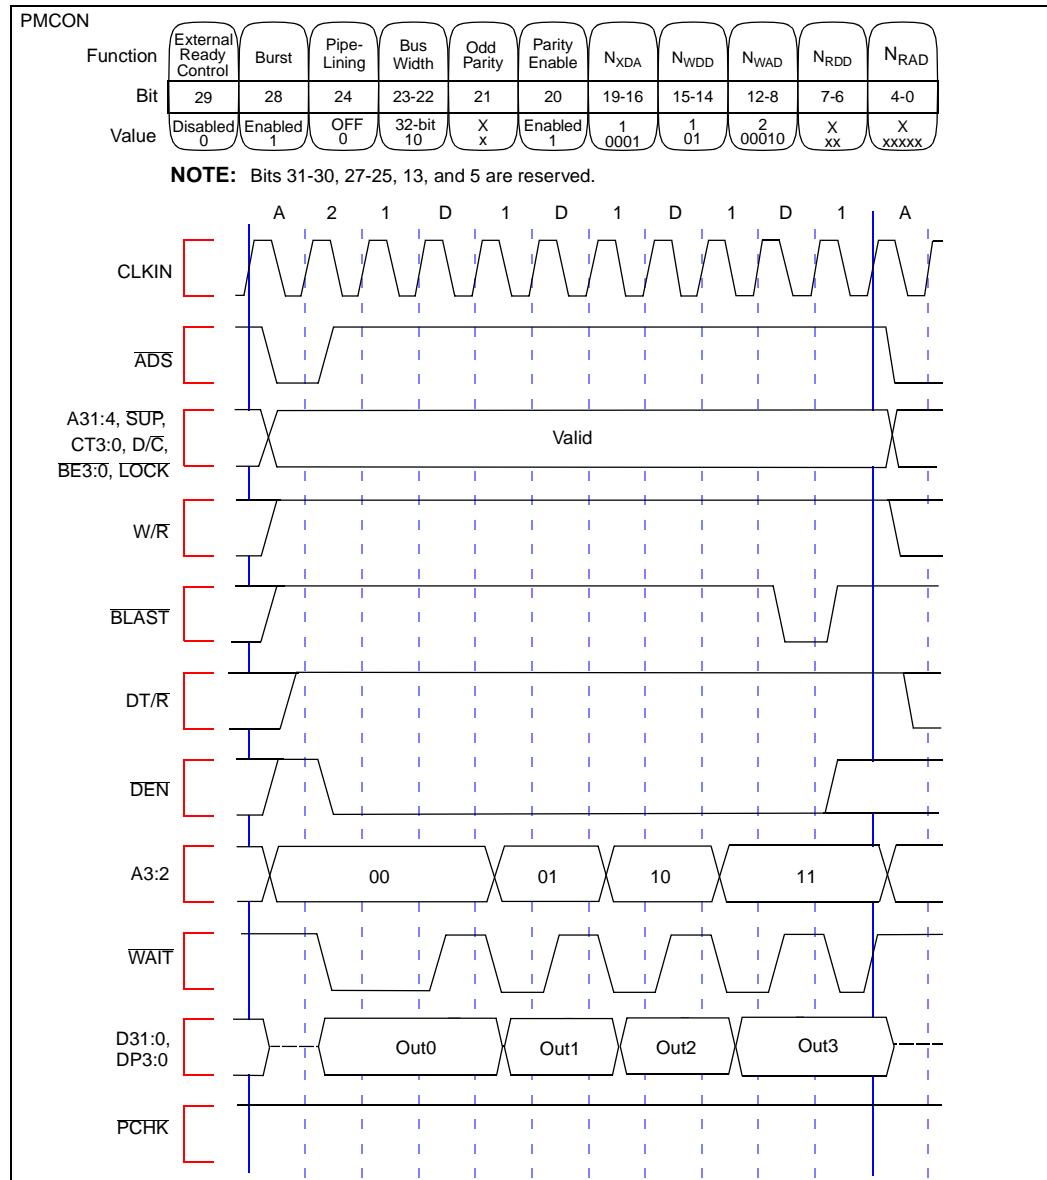 PMCON
Function External Ready Control Burst Pipe-Lining Bus Width Odd Parity Parity Enable NXDA NWDD NWAD NRDD NRAD
Bit 29 28 24 23-22 21 20 19-16 15-14 12-8 7-6 4-0
Value Disabled 0 Enabled 1 OFF 0 32-bit 10 X x Enabled 1 1 0001 1 01 2 00010 X xx X xxxxx
NOTE: Bits 31-30, 27-25, 13, and 5 are reserved.
A 2 1 D 1 D 1 D 1 D 1 A
CLKIN
ADS
A31:4, SUP,
CT3:0, D/C,
BE3:0, LOCK
Valid
W/R
BLAST
DT/R
DEN
A3:2 00 01 10 11
WAIT
D31:0,
DP3:0
Out0 Out1 Out2 Out3
PCHK